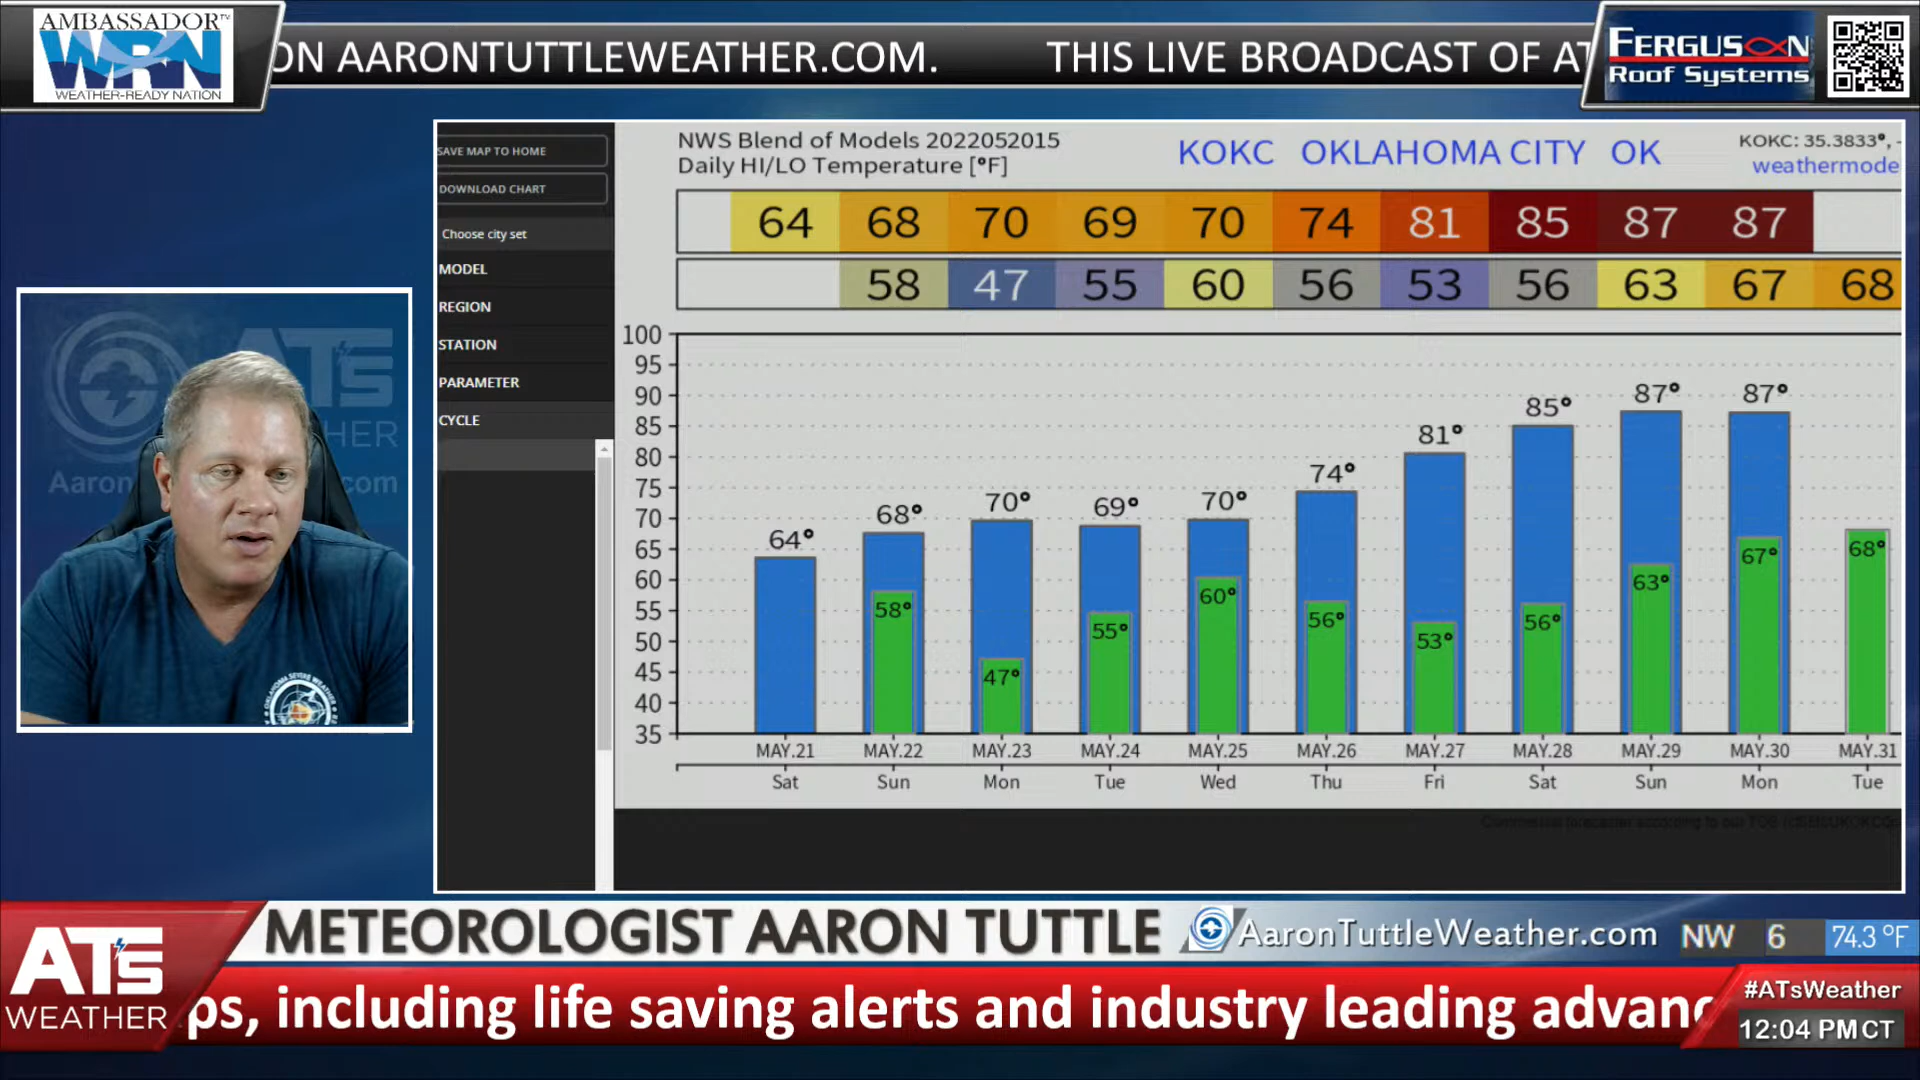 AMBASSADOR TV
WRN
WEATHER-READY NATION
ON AARONTUTTLEWEATHER.COM. THIS LIVE BROADCAST OF AT
FERGUSON
Roof Systems
SAVE MAP TO HOME
DOWNLOAD CHART
Choose city set
MODEL
REGION
STATION
PARAMETER
CYCLE
NWS Blend of Models 2022052015
Daily HI/LO Temperature [°F]
KOKC OKLAHOMA CITY OK
KOKC: 35.3833°, -
weathermode
64 68 70 69 70 74 81 85 87 87
58 47 55 60 56 53 56 63 67 68
100
95
90
85
80
75
70
65
60
55
50
45
40
35
64° 68° 70° 69° 70° 74° 81° 85° 87° 87°
58° 47° 55° 60° 56° 53° 56° 63° 67° 68°
MAY.21 MAY.22 MAY.23 MAY.24 MAY.25 MAY.26 MAY.27 MAY.28 MAY.29 MAY.30 MAY.31
Sat Sun Mon Tue Wed Thu Fri Sat Sun Mon Tue
ATs
HER
Aaron com
METEOROLOGIST AARON TUTTLE
AaronTuttleWeather.com
NW 6 74.3 °F
ATs
WEATHER
ps, including life saving alerts and industry leading advanc
#ATsWeather
12:04 PM CT